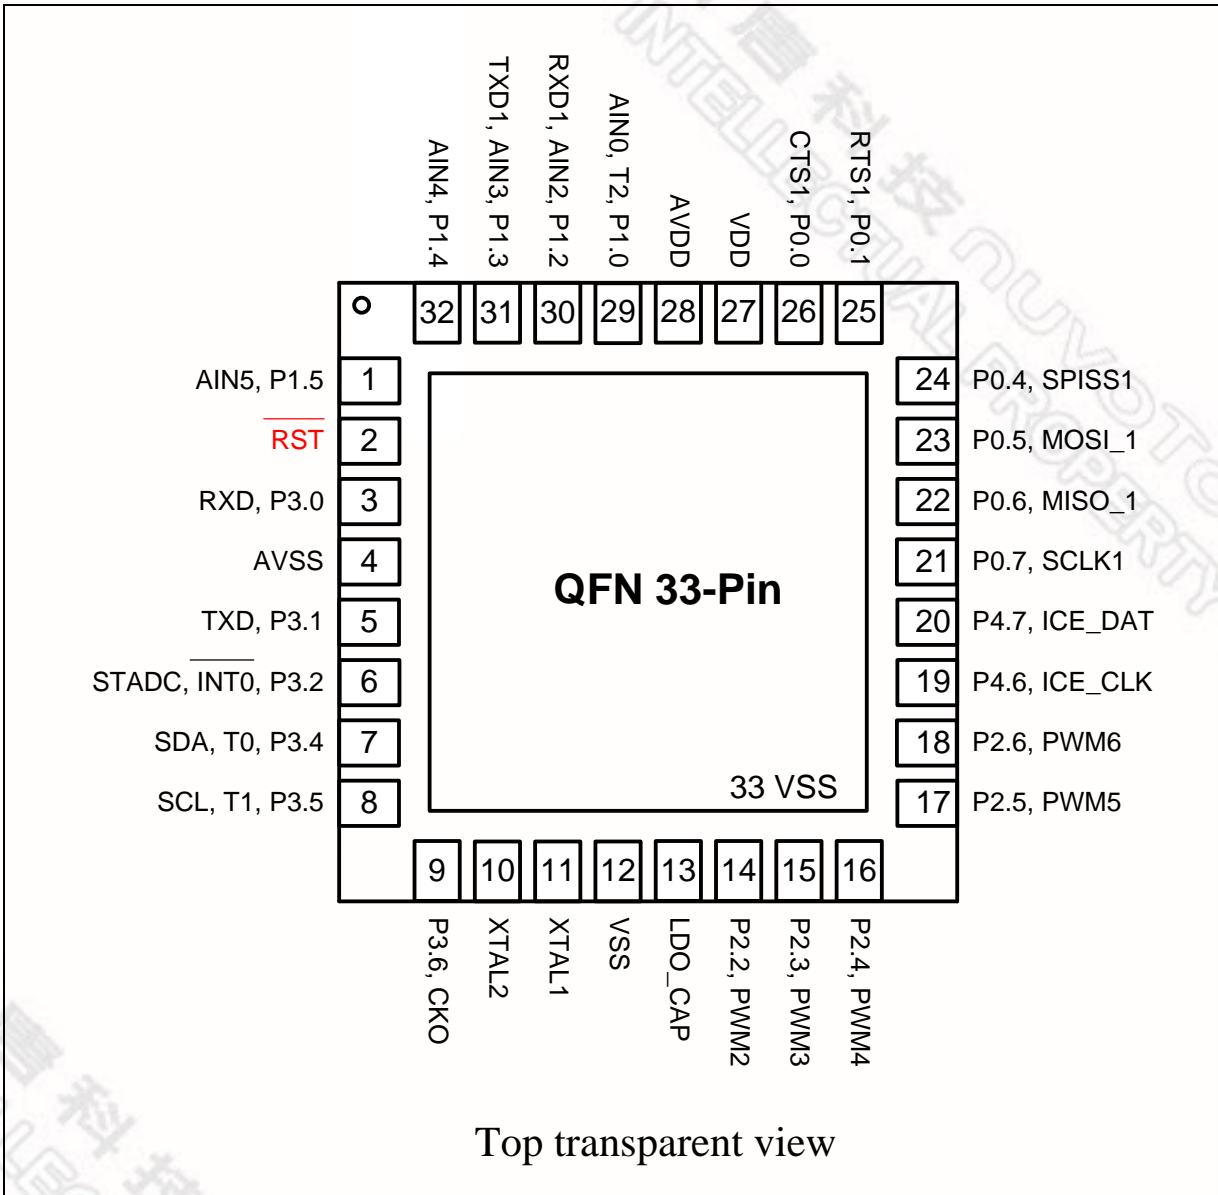 AIN4, P1.4
TXD1, AIN3, P1.3
RXD1, AIN2, P1.2
AIN0, T2, P1.0
AVDD
VDD
CTS1, P0.0
RTS1, P0.1
32 31 30 29 28 27 26 25
AIN5, P1.5 1
RST 2
RXD, P3.0 3
AVSS 4
TXD, P3.1 5
STADC, INT0, P3.2 6
SDA, T0, P3.4 7
SCL, T1, P3.5 8
QFN 33-Pin
33 VSS
24 P0.4, SPISS1
23 P0.5, MOSI_1
22 P0.6, MISO_1
21 P0.7, SCLK1
20 P4.7, ICE_DAT
19 P4.6, ICE_CLK
18 P2.6, PWM6
17 P2.5, PWM5
9 10 11 12 13 14 15 16
P3.6, CKO
XTAL2
XTAL1
VSS
LDO_CAP
P2.2, PWM2
P2.3, PWM3
P2.4, PWM4
Top transparent view
科技 nuvoTo
INTELLECTUAL PROPERTY